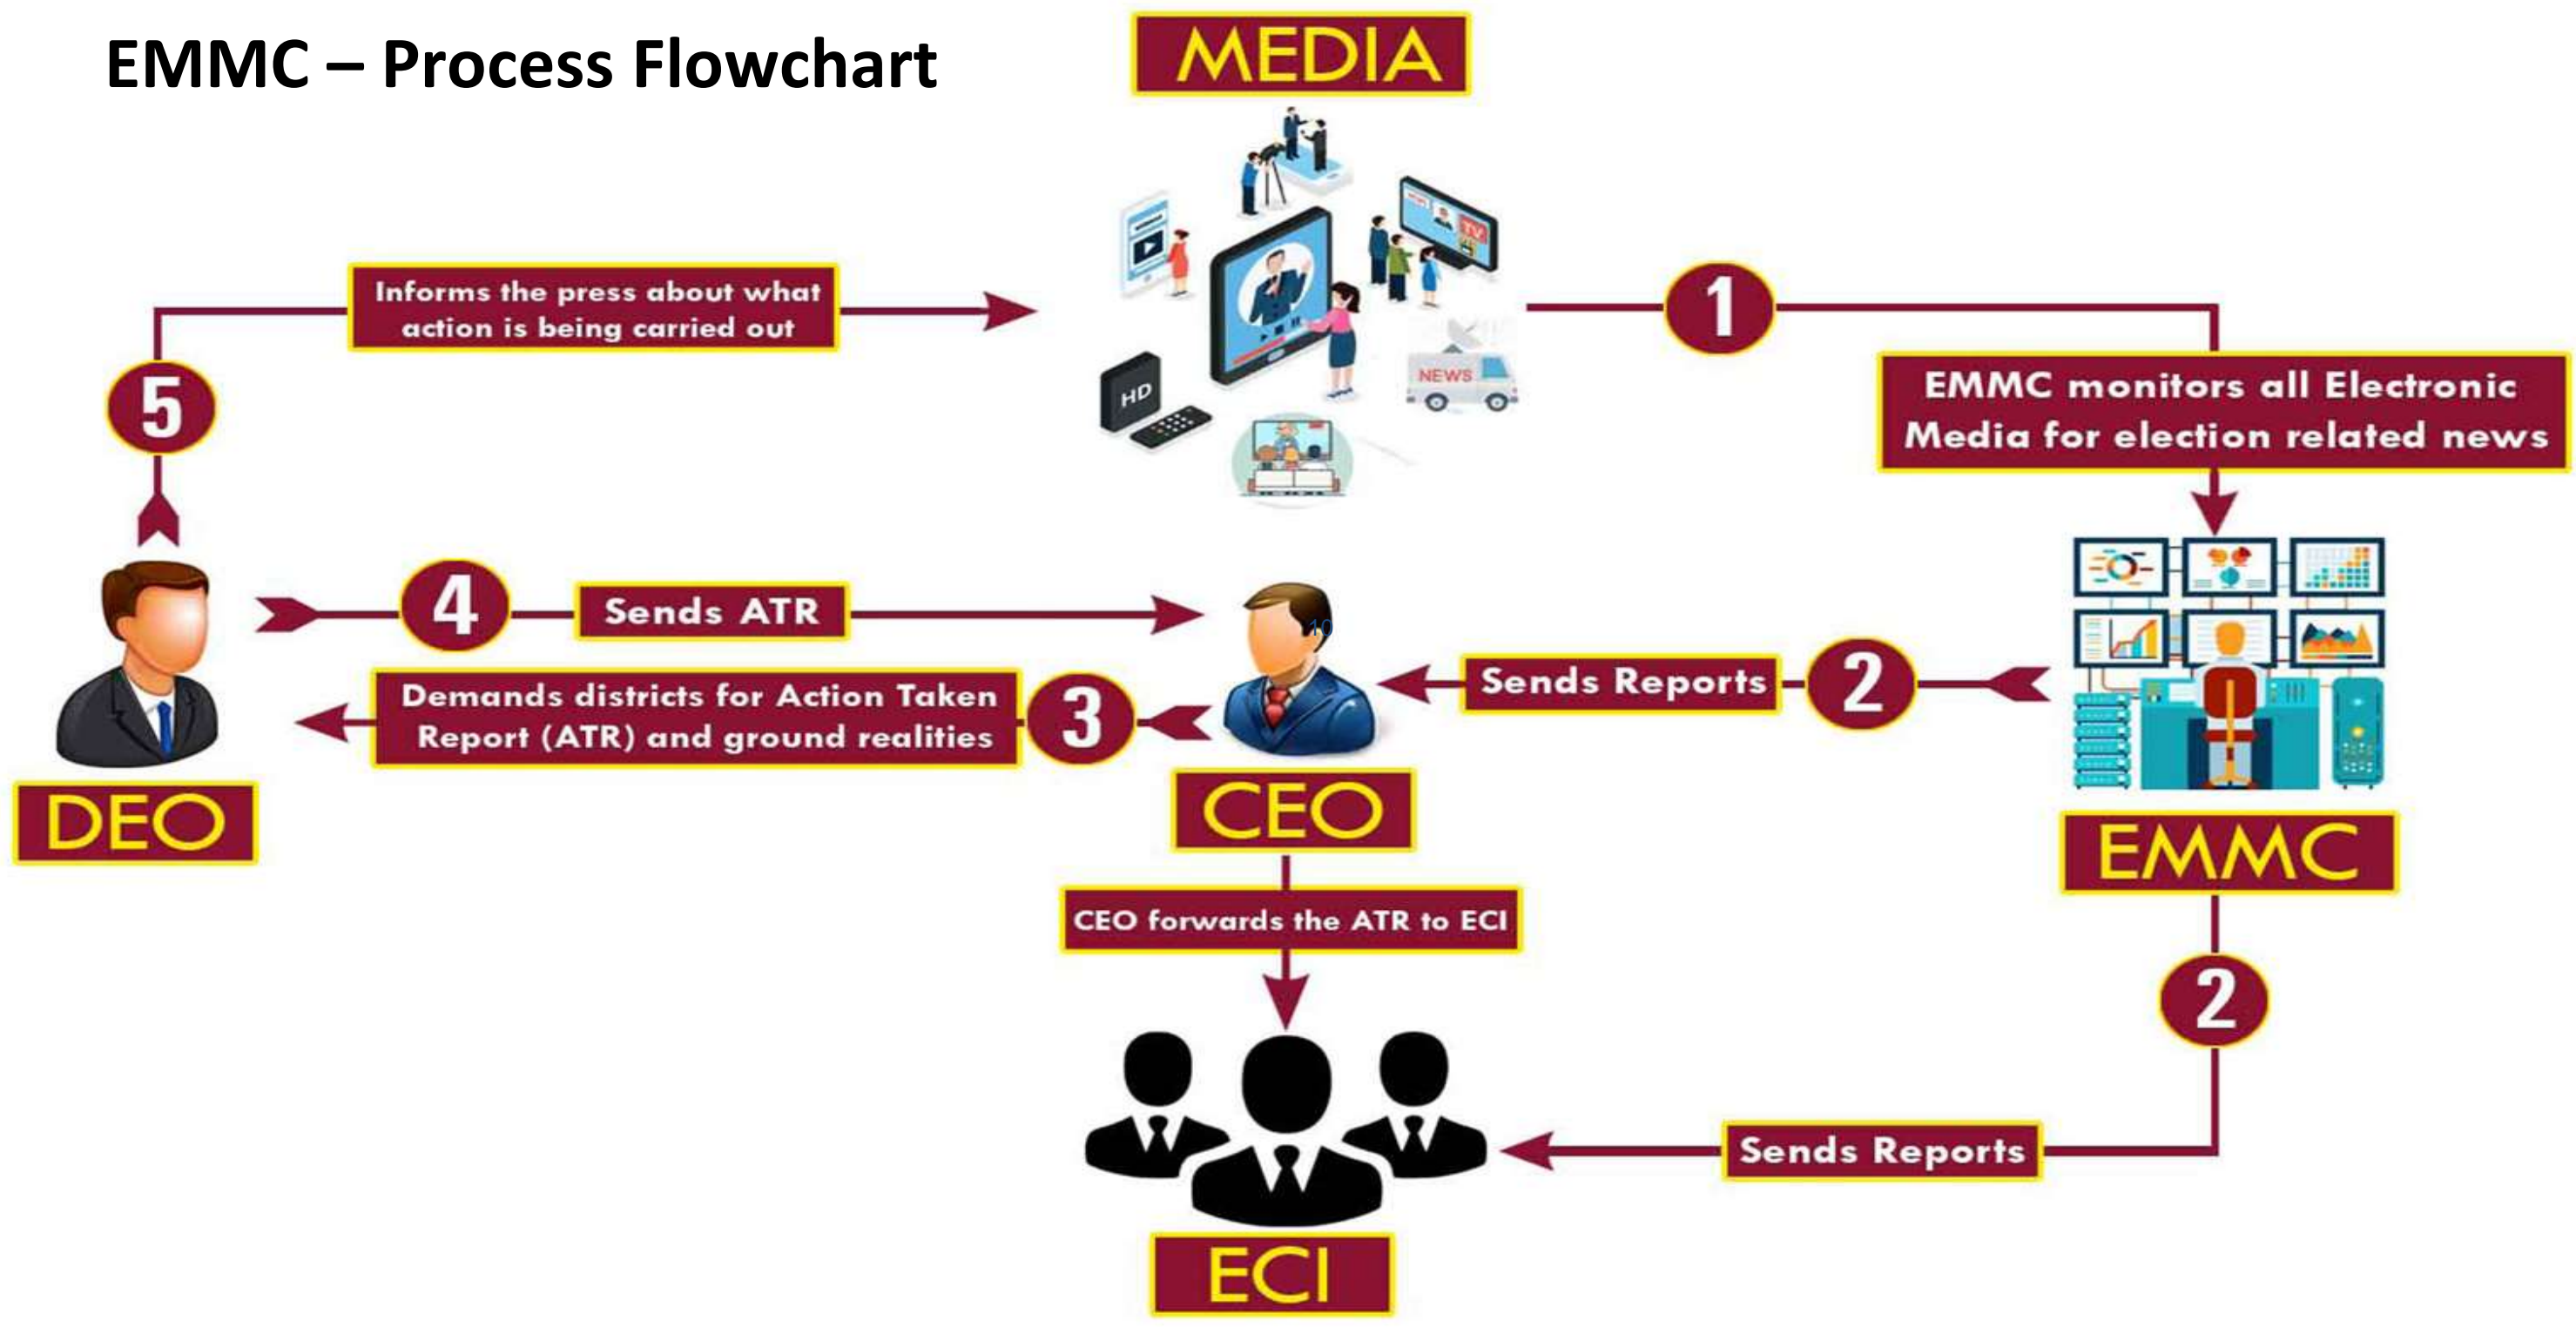 EMMC – Process Flowchart
MEDIA
Informs the press about what
action is being carried out
1
5
EMMC monitors all Electronic
Media for election related news
NEWS
HD
TV
4
Sends ATR
10
Sends Reports
2
Demands districts for Action Taken
Report (ATR) and ground realities
3
DEO
CEO
EMMC
CEO forwards the ATR to ECI
2
Sends Reports
ECI